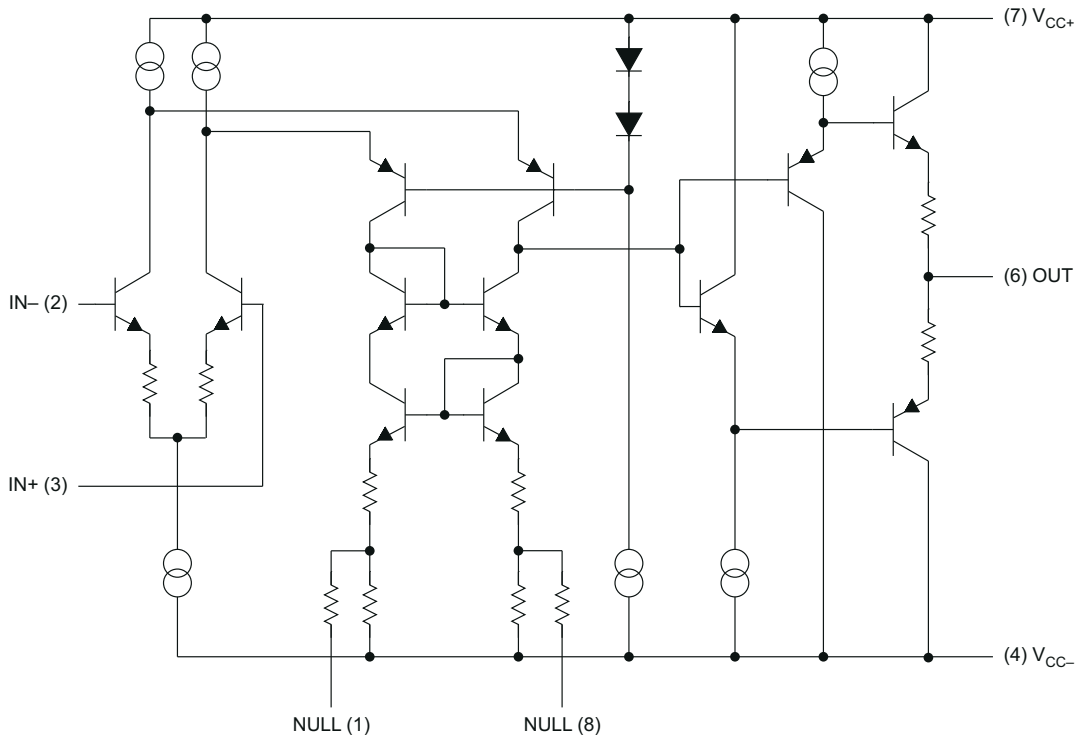 (7) VCC+
IN– (2)
(6) OUT
IN+ (3)
(4) VCC–
NULL (1)
NULL (8)